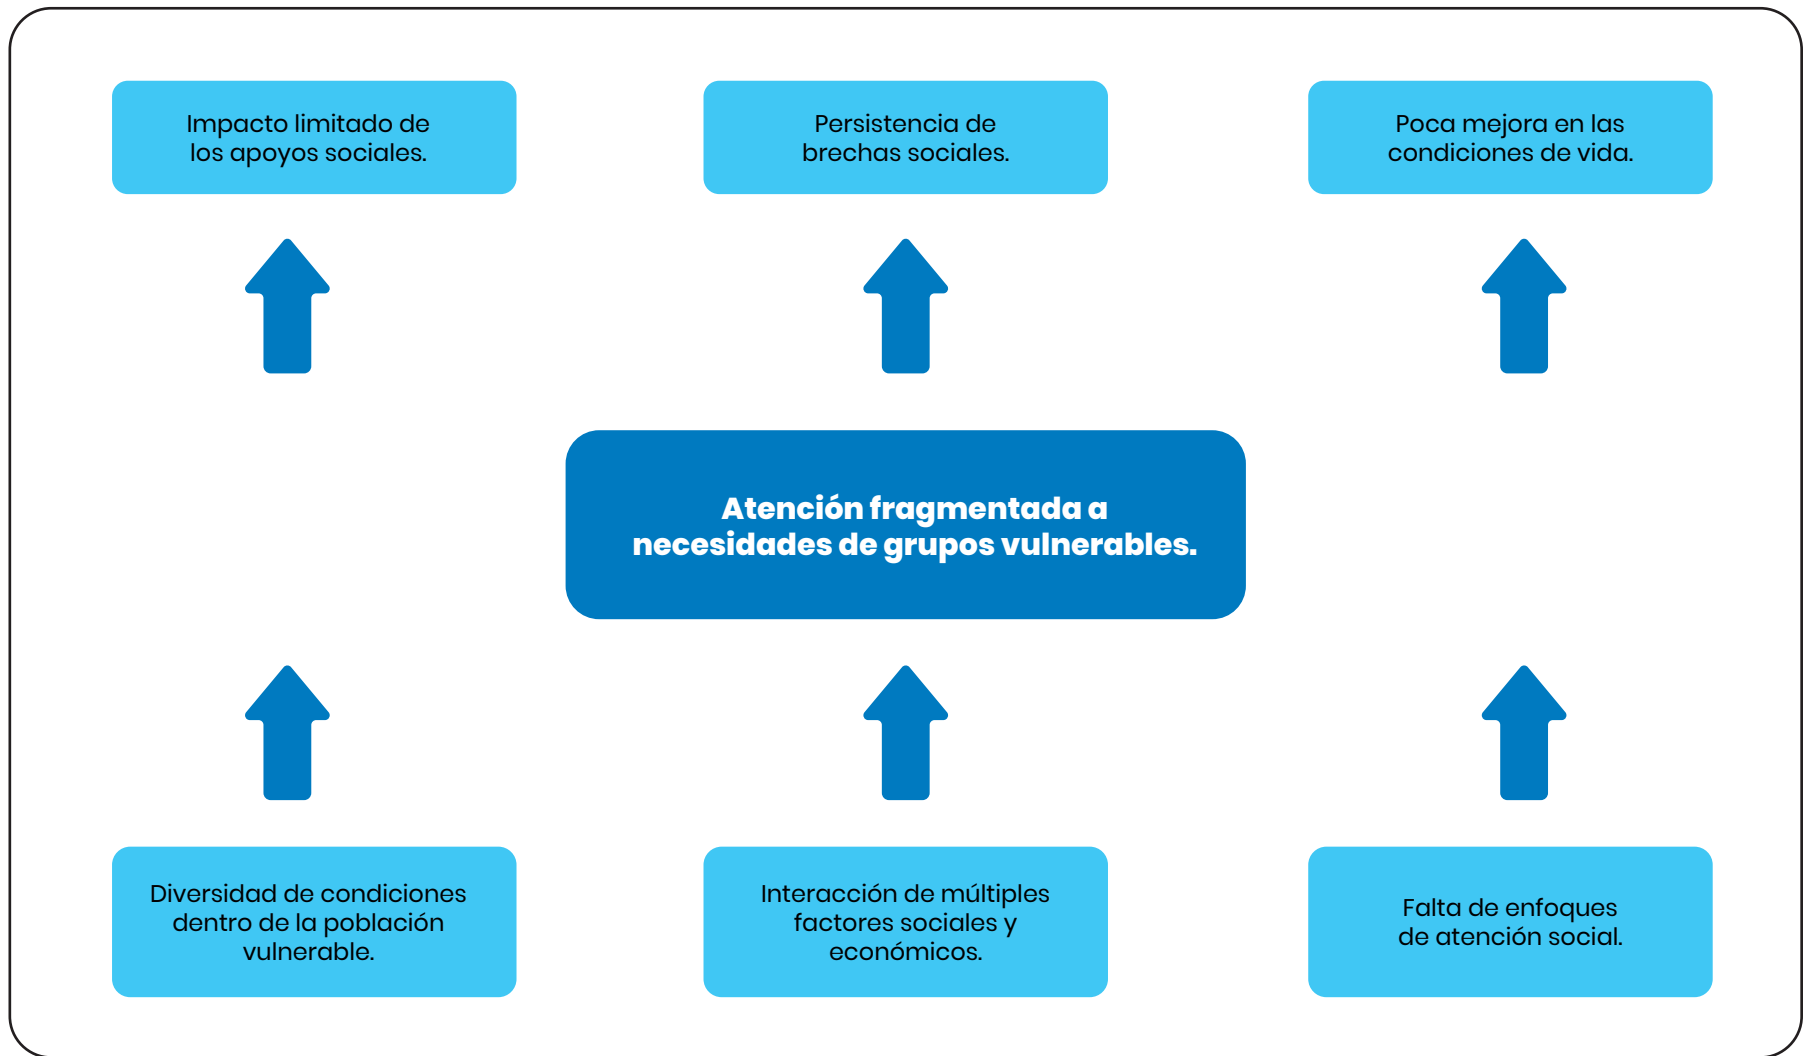 Impacto limitado de
los apoyos sociales.
Persistencia de
brechas sociales.
Poca mejora en las
condiciones de vida.
Atención fragmentada a
necesidades de grupos vulnerables.
Diversidad de condiciones
dentro de la población
vulnerable.
Interacción de múltiples
factores sociales y
económicos.
Falta de enfoques
de atención social.